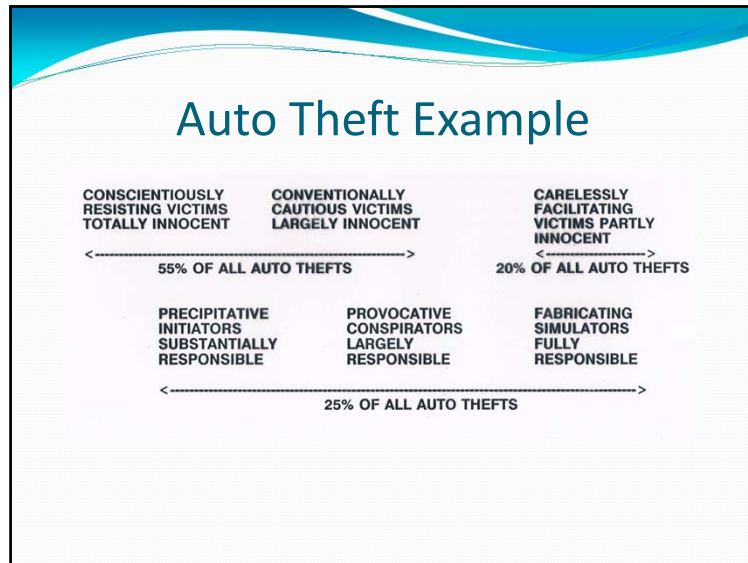 Auto Theft Example
CONSCIENTIOUSLY
RESISTING VICTIMS
TOTALLY INNOCENT
CONVENTIONALLY
CAUTIOUS VICTIMS
LARGELY INNOCENT
55% OF ALL AUTO THEFTS
CARELESSLY
FACILITATING
VICTIMS PARTLY
INNOCENT
20% OF ALL AUTO THEFTS
PRECIPITATIVE
INITIATORS
SUBSTANTIALLY
RESPONSIBLE
PROVOCATIVE
CONSPIRATORS
LARGELY
RESPONSIBLE
FABRICATING
SIMULATORS
FULLY
RESPONSIBLE
25% OF ALL AUTO THEFTS